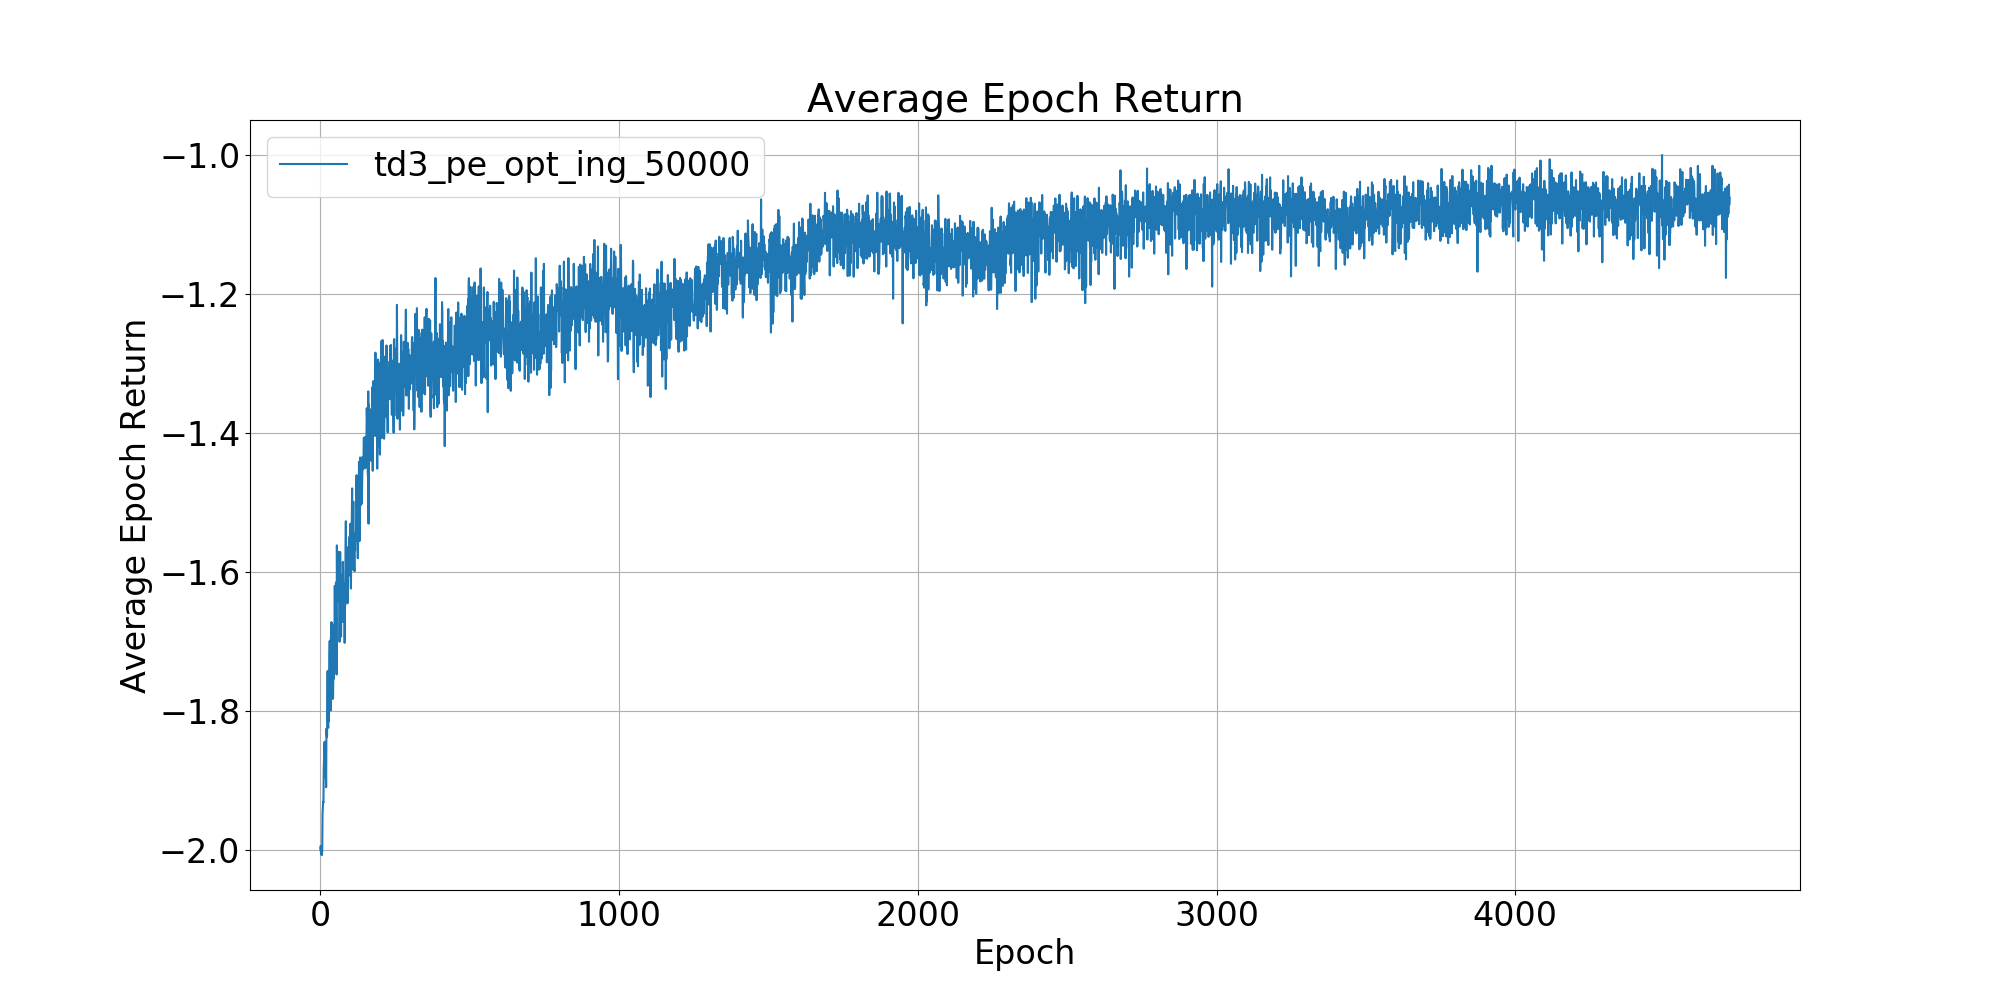 Average Epoch Return
td3_pe_opt_ing_50000
Average Epoch Return
−1.0
−1.2
−1.4
−1.6
−1.8
−2.0
0 1000 2000 3000 4000
Epoch